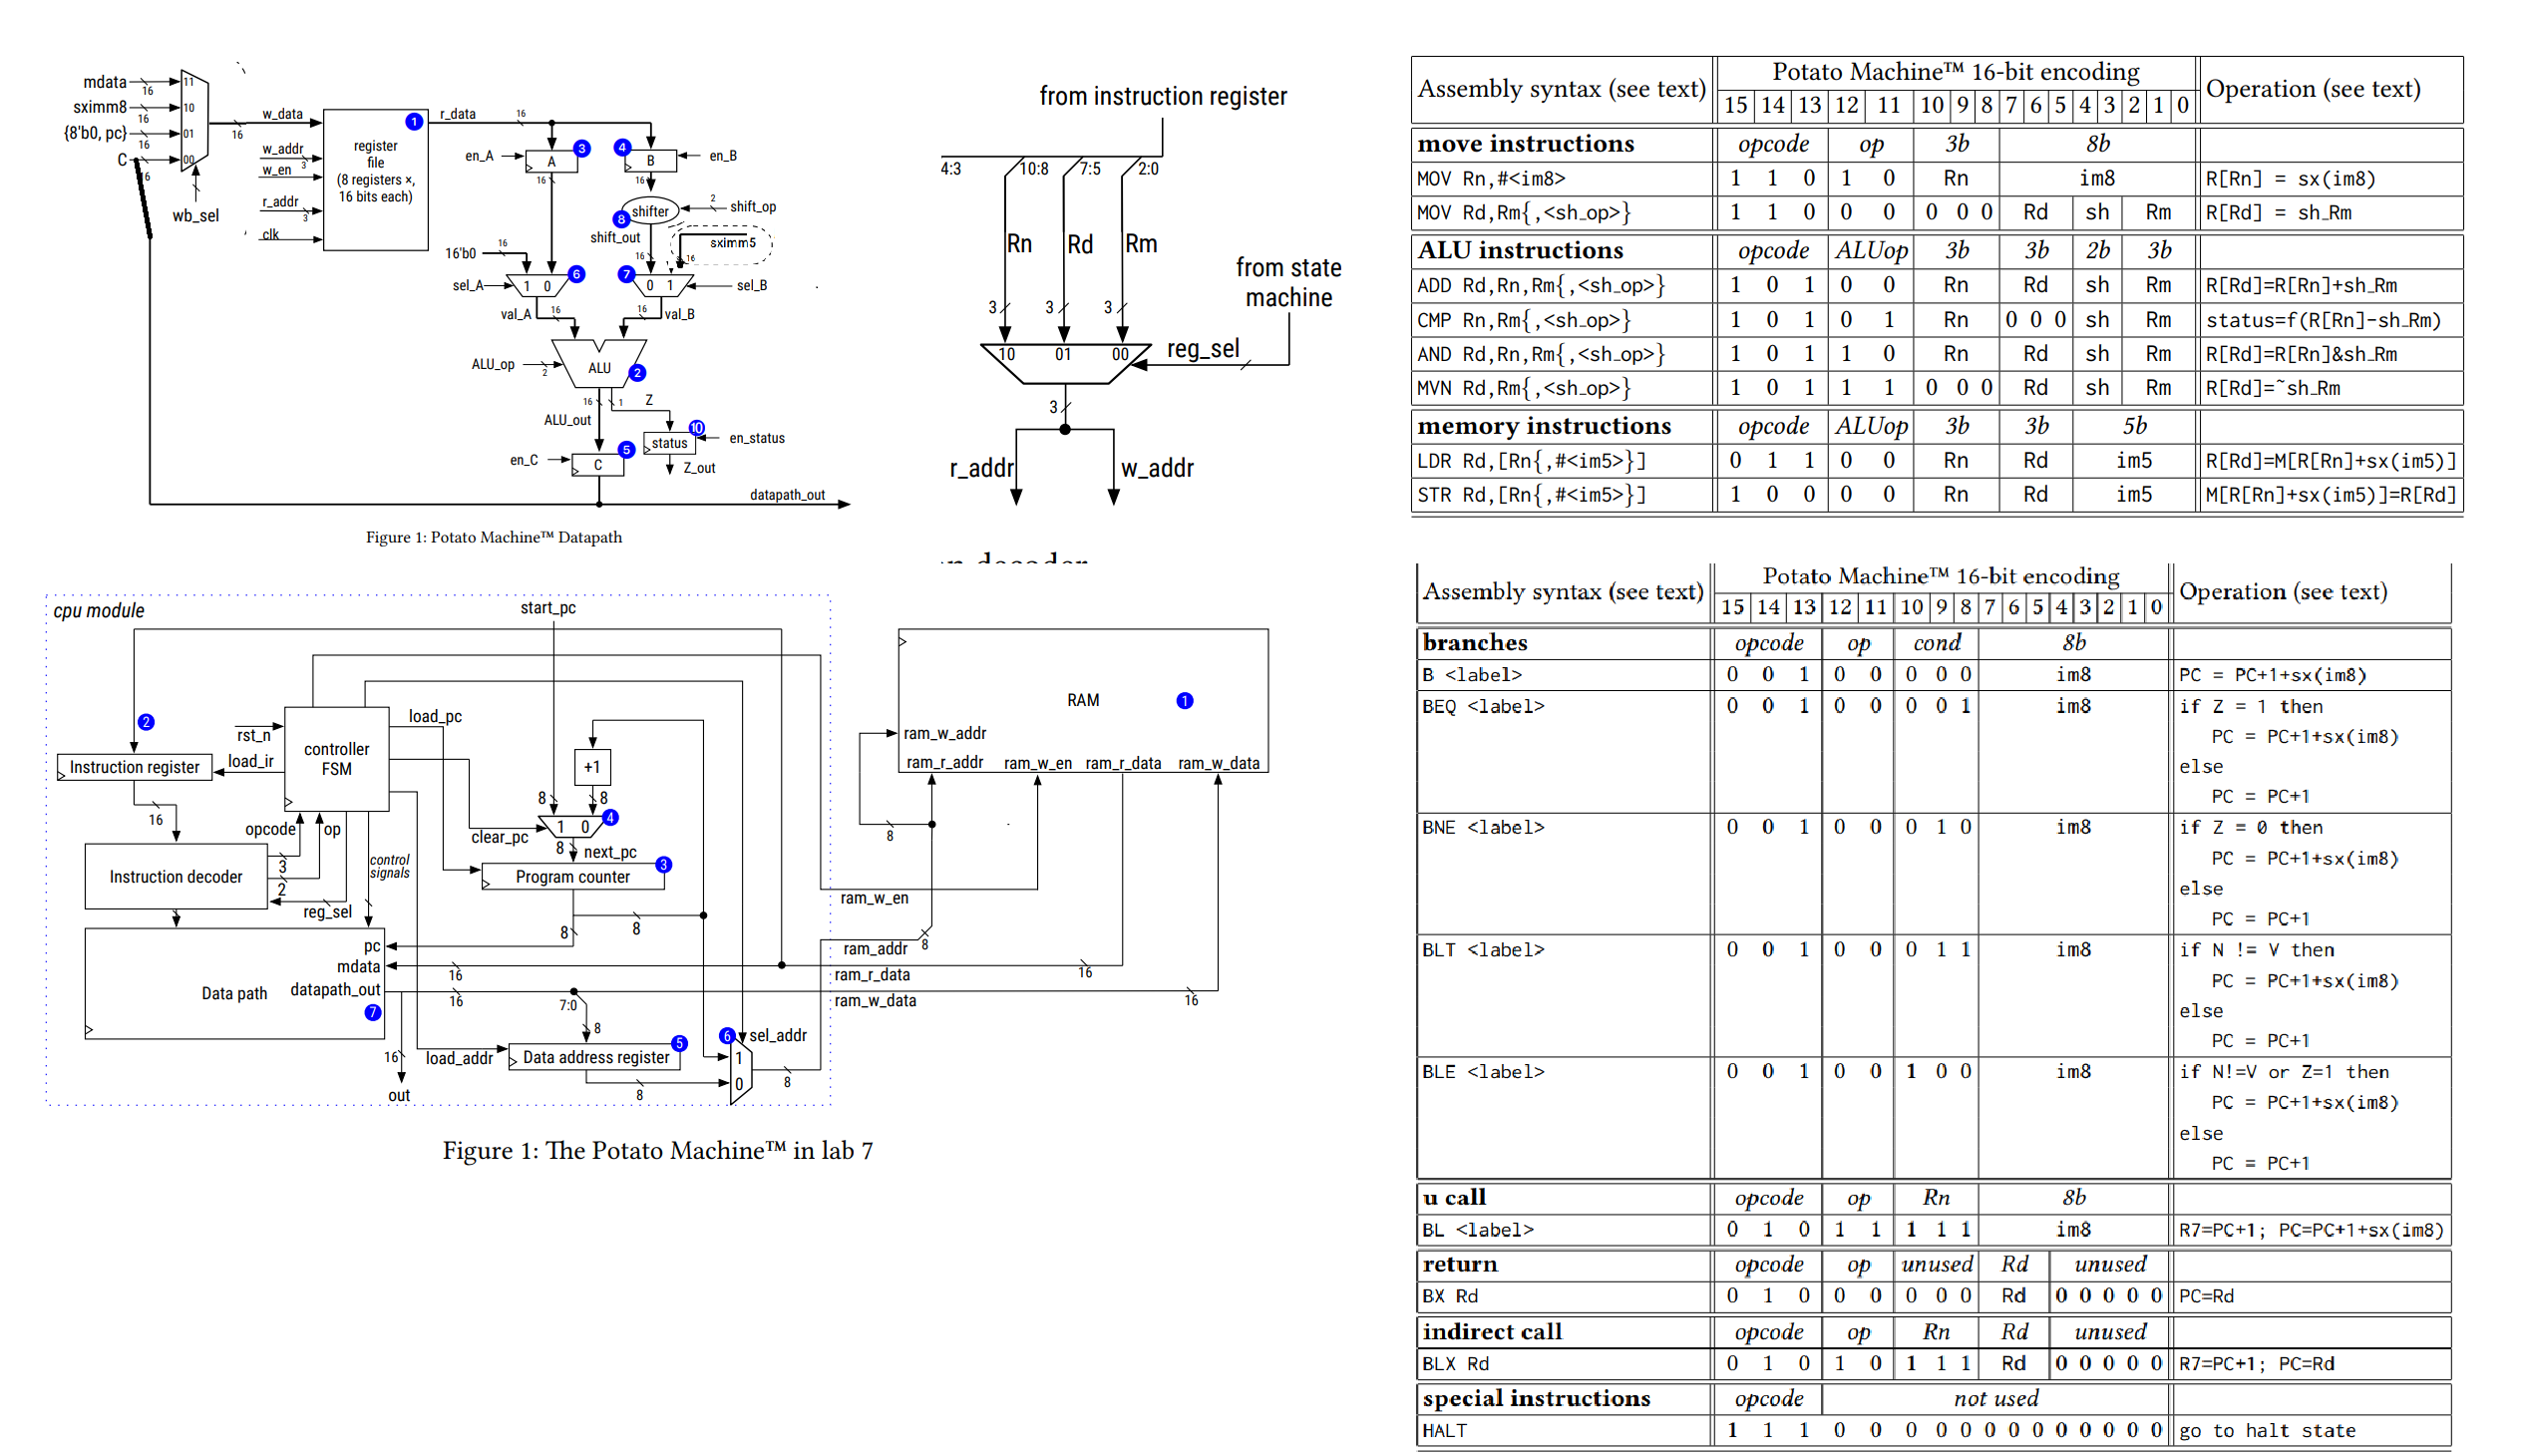 mdata
16
sximm8
16
{8'b0, pc}
16
C
16
11
10
01
00
16
wb_sel
w_data
w_addr
3
w_en
r_addr
3
clk
register
file
(8 registers ×,
16 bits each)
1
r_data
16
en_A
A
3
4
B
en_B
16
16
shifter
8
2
shift_op
shift_out
sximm5
16
16
16'b0
16
sel_A
1 0
6
7
0 1
sel_B
val_A
16
16
val_B
ALU_op
2
ALU
2
16
1
Z
ALU_out
10
status
en_status
Z_out
en_C
C
5
datapath_out
Figure 1: Potato Machine™ Datapath
from instruction register
4:3
10:8
7:5
2:0
Rn
Rd
Rm
from state
machine
3
3
3
10
01
00
reg_sel
3
r_addr
w_addr
Assembly syntax (see text) Potato Machine™ 16-bit encoding Operation (see text)
15 14 13 12 11 10 9 8 7 6 5 4 3 2 1 0
move instructions opcode op 3b 8b
MOV Rn,#<im8> 1 1 0 1 0 Rn im8 R[Rn] = sx(im8)
MOV Rd,Rm{,<sh_op>} 1 1 0 0 0 0 0 0 Rd sh Rm R[Rd] = sh_Rm
ALU instructions opcode ALUop 3b 3b 2b 3b
ADD Rd,Rn,Rm{,<sh_op>} 1 0 1 0 0 Rn Rd sh Rm R[Rd]=R[Rn]+sh_Rm
CMP Rn,Rm{,<sh_op>} 1 0 1 0 1 Rn 0 0 0 sh Rm status=f(R[Rn]-sh_Rm)
AND Rd,Rn,Rm{,<sh_op>} 1 0 1 1 0 Rn Rd sh Rm R[Rd]=R[Rn]&sh_Rm
MVN Rd,Rm{,<sh_op>} 1 0 1 1 1 0 0 0 Rd sh Rm R[Rd]=~sh_Rm
memory instructions opcode ALUop 3b 3b 5b
LDR Rd,[Rn{,#<im5>}] 0 1 1 0 0 Rn Rd im5 R[Rd]=M[R[Rn]+sx(im5)]
STR Rd,[Rn{,#<im5>}] 1 0 0 0 0 Rn Rd im5 M[R[Rn]+sx(im5)]=R[Rd]
cpu module
start_pc
2
rst_n
controller
FSM
load_pc
Instruction register
load_ir
+1
8
8
16
opcode
op
clear_pc
1 0
4
8
next_pc
Instruction decoder
3
2
control
signals
Program counter
3
reg_sel
8
8
pc
mdata
16
Data path
datapath_out
16
7
7:0
8
16
load_addr
Data address register
5
6
sel_addr
1
0
8
8
out
RAM
1
ram_w_addr
ram_r_addr
ram_w_en
ram_r_data
ram_w_data
8
ram_w_en
ram_addr
8
ram_r_data
16
ram_w_data
16
Figure 1: The Potato Machine™ in lab 7
Assembly syntax (see text) Potato Machine™ 16-bit encoding Operation (see text)
15 14 13 12 11 10 9 8 7 6 5 4 3 2 1 0
branches opcode op cond 8b
B <label> 0 0 1 0 0 0 0 0 im8 PC = PC+1+sx(im8)
BEQ <label> 0 0 1 0 0 0 0 1 im8 if Z = 1 then
PC = PC+1+sx(im8)
else
PC = PC+1
BNE <label> 0 0 1 0 0 0 1 0 im8 if Z = 0 then
PC = PC+1+sx(im8)
else
PC = PC+1
BLT <label> 0 0 1 0 0 0 1 1 im8 if N != V then
PC = PC+1+sx(im8)
else
PC = PC+1
BLE <label> 0 0 1 0 0 1 0 0 im8 if N!=V or Z=1 then
PC = PC+1+sx(im8)
else
PC = PC+1
u call opcode op Rn 8b
BL <label> 0 1 0 1 1 1 1 1 im8 R7=PC+1; PC=PC+1+sx(im8)
return opcode op unused Rd unused
BX Rd 0 1 0 0 0 0 0 0 Rd 0 0 0 0 0 PC=Rd
indirect call opcode op Rn Rd unused
BLX Rd 0 1 0 1 0 1 1 1 Rd 0 0 0 0 0 R7=PC+1; PC=Rd
special instructions opcode not used
HALT 1 1 1 0 0 0 0 0 0 0 0 0 0 0 0 0 go to halt state